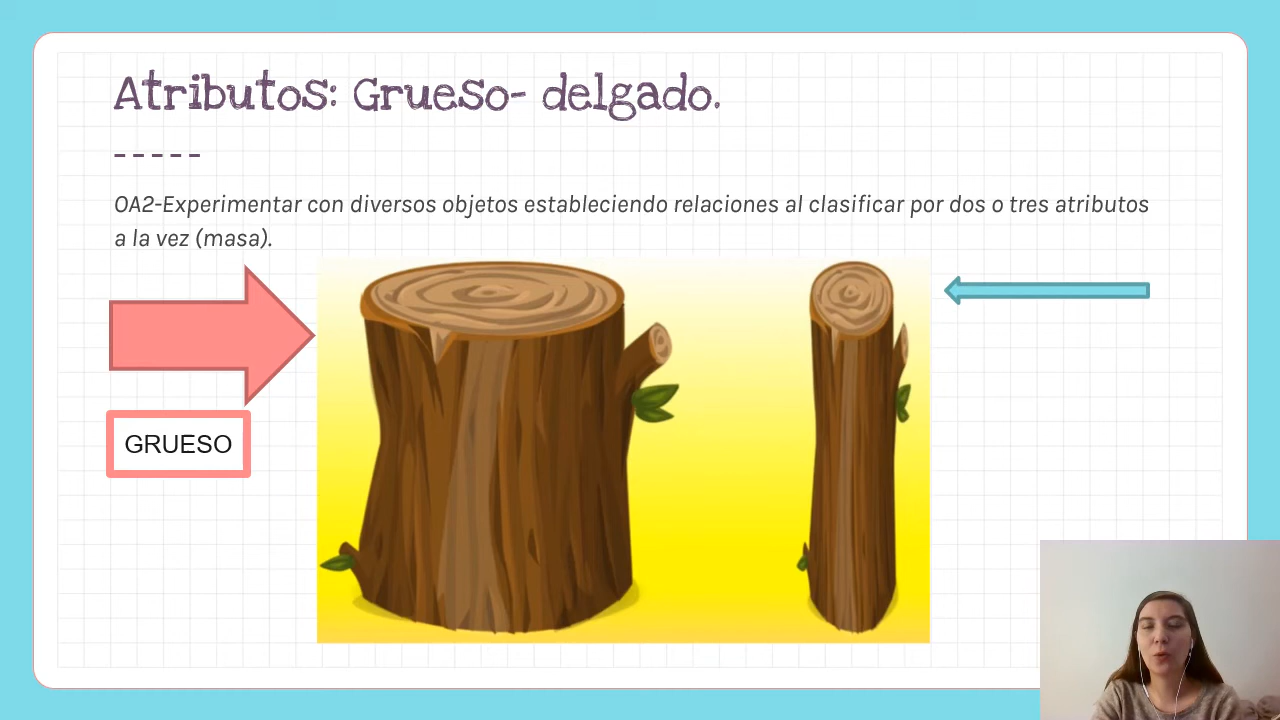 Atributos: Grueso- delgado.
OA2-Experimentar con diversos objetos estableciendo relaciones al clasificar por dos o tres atributos
a la vez (masa).
GRUESO